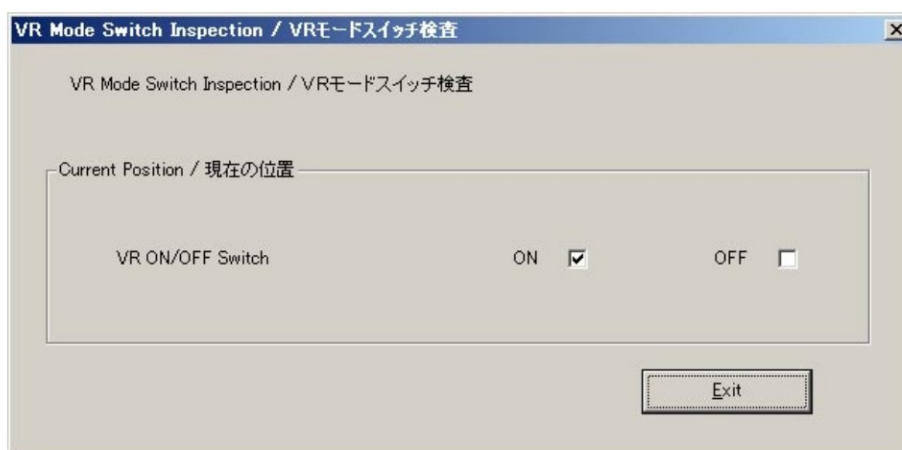 VR Mode Switch Inspection / VRモードスイッチ検査
VR Mode Switch Inspection / VRモードスイッチ検査
Current Position / 現在の位置
VR ON/OFF Switch ON OFF
Exit